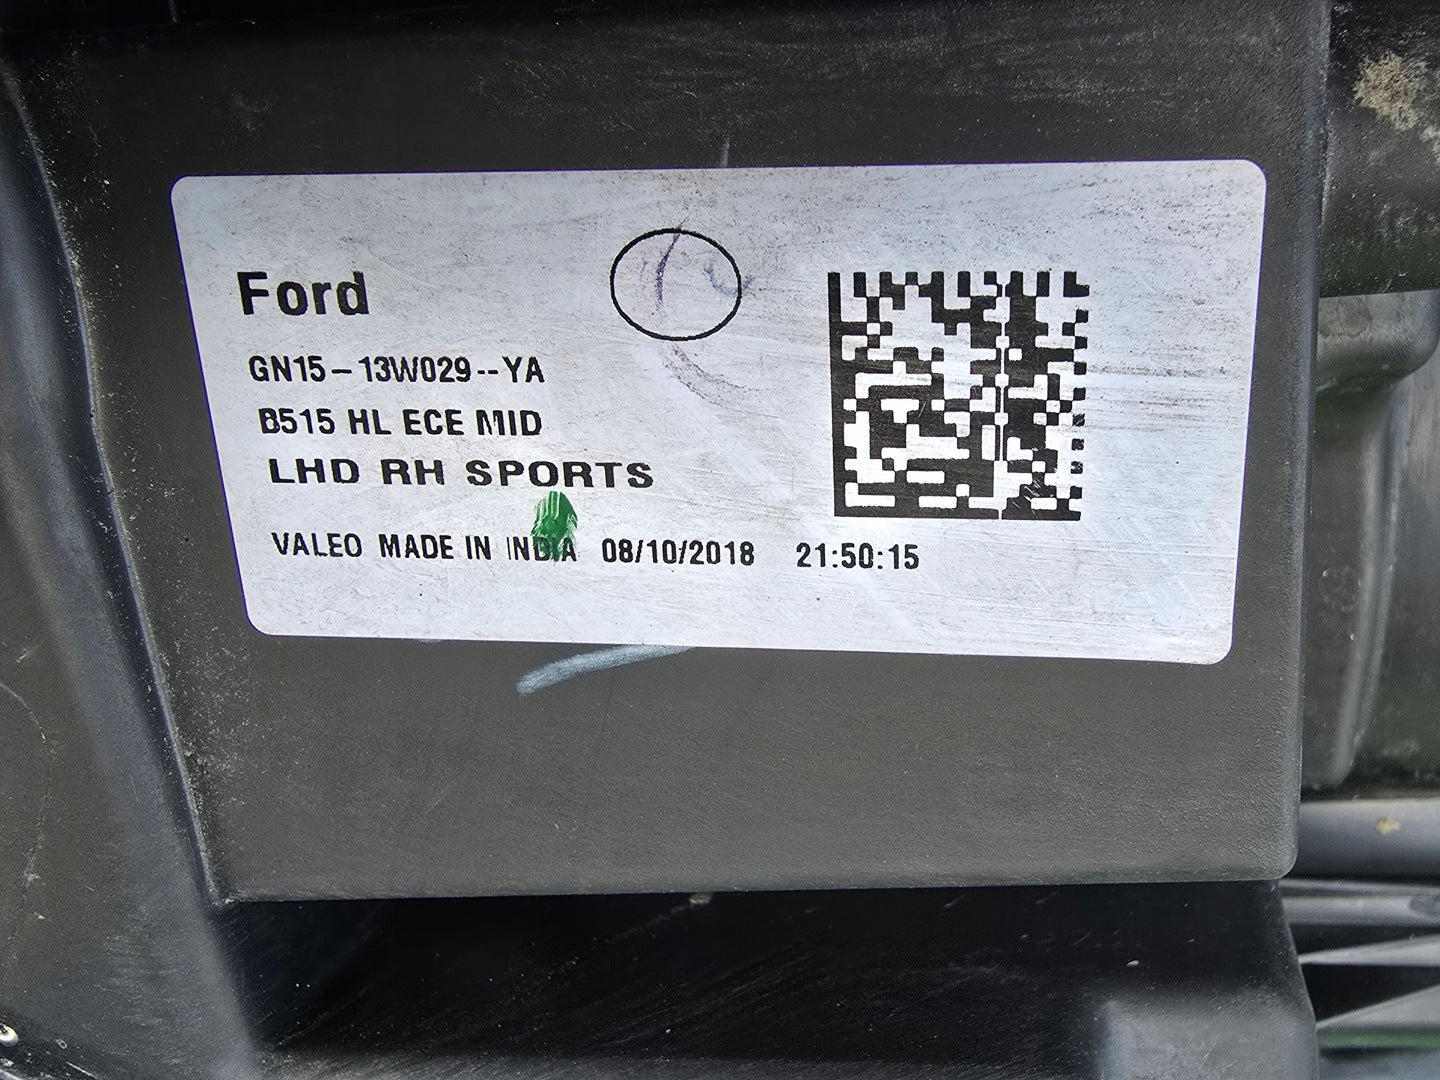 Ford
GN15-13W029--YA
B515 HL ECE MID
LHD RH SPORTS
VALEO MADE IN INDIA 08/10/2018 21:50:15